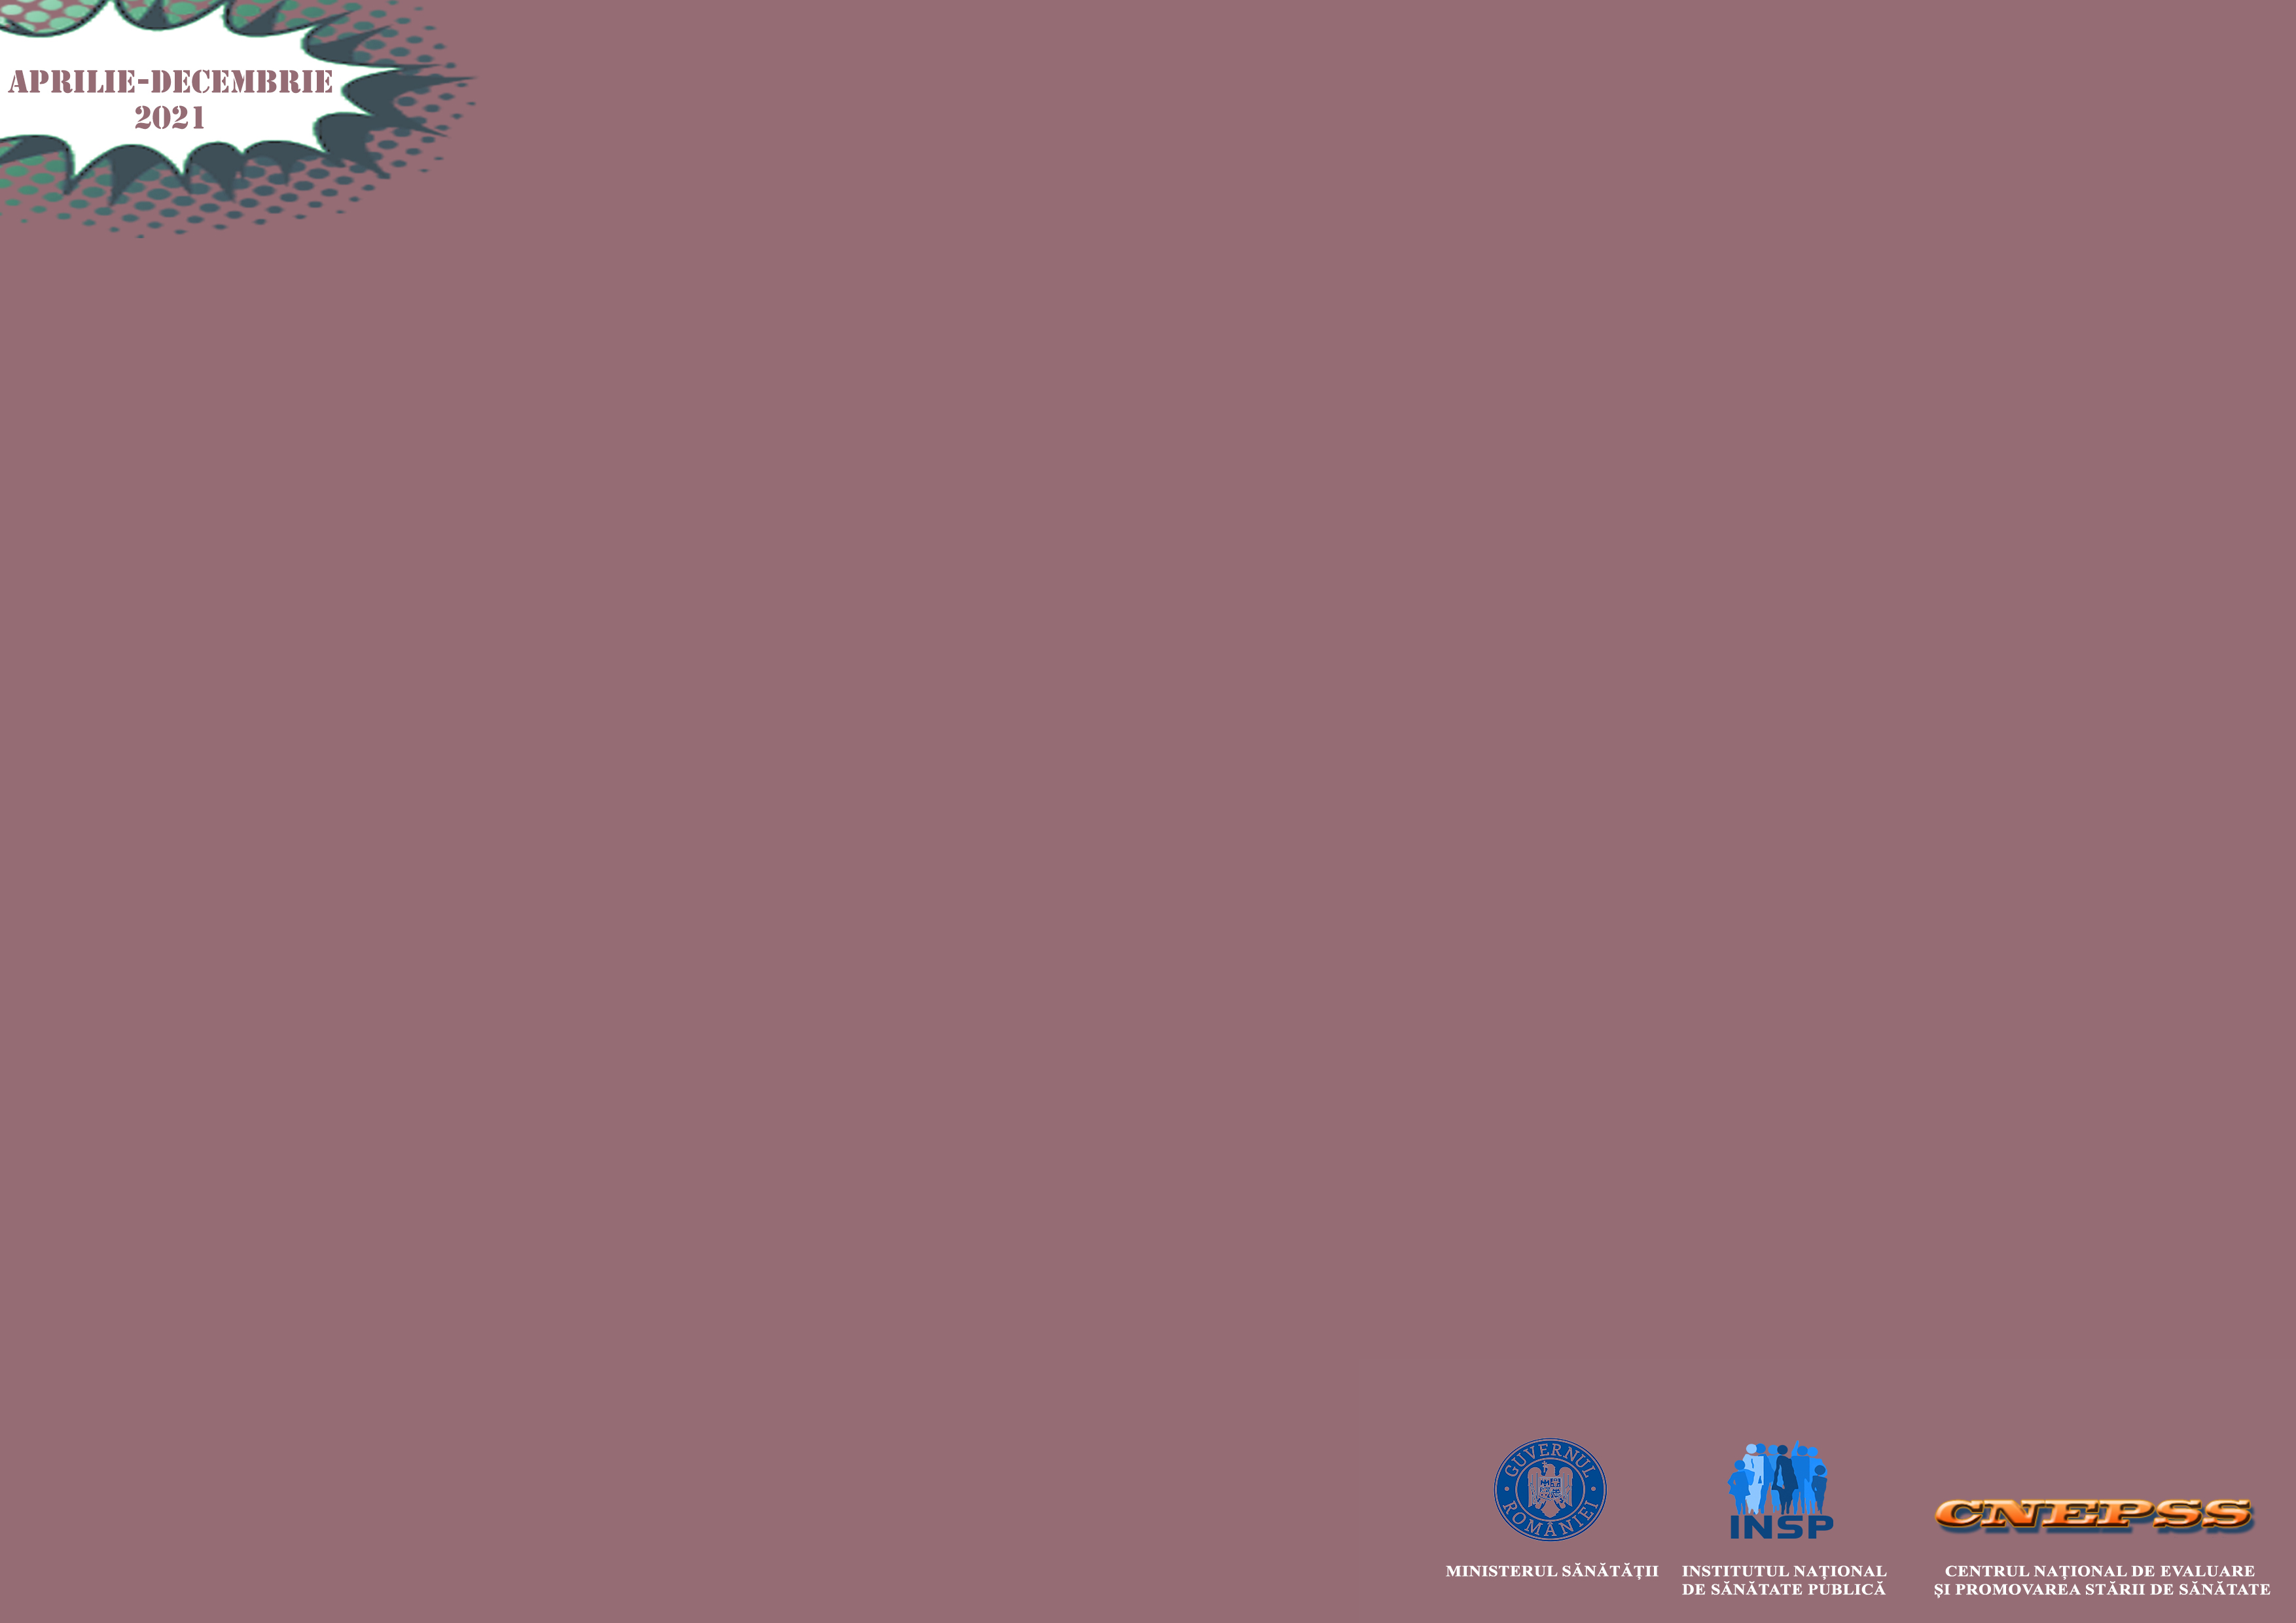 APRILIE-DECEMBRIE
2021
GUVERNUL
ROMÂNIEI
INSP
CNEPSS
MINISTERUL SĂNĂTĂȚII
INSTITUTUL NAȚIONAL
DE SĂNĂTATE PUBLICĂ
CENTRUL NAȚIONAL DE EVALUARE
ȘI PROMOVAREA STĂRII DE SĂNĂTATE